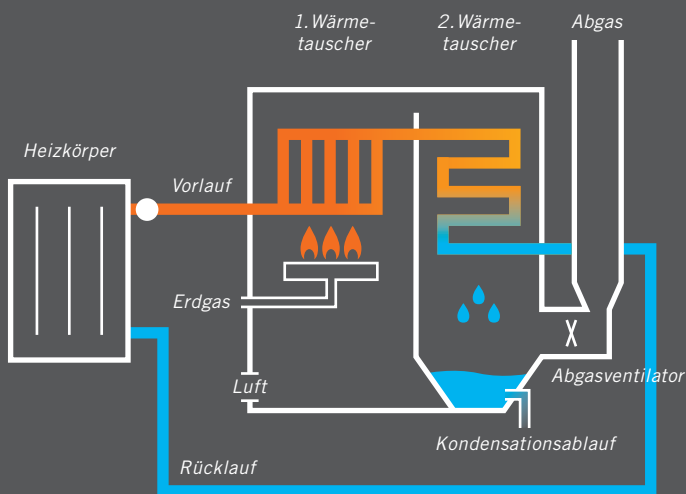 1. Wärme-
tauscher
2. Wärme-
tauscher
Abgas
Heizkörper
Vorlauf
Erdgas
Luft
Abgasventilator
Kondensationsablauf
Rücklauf